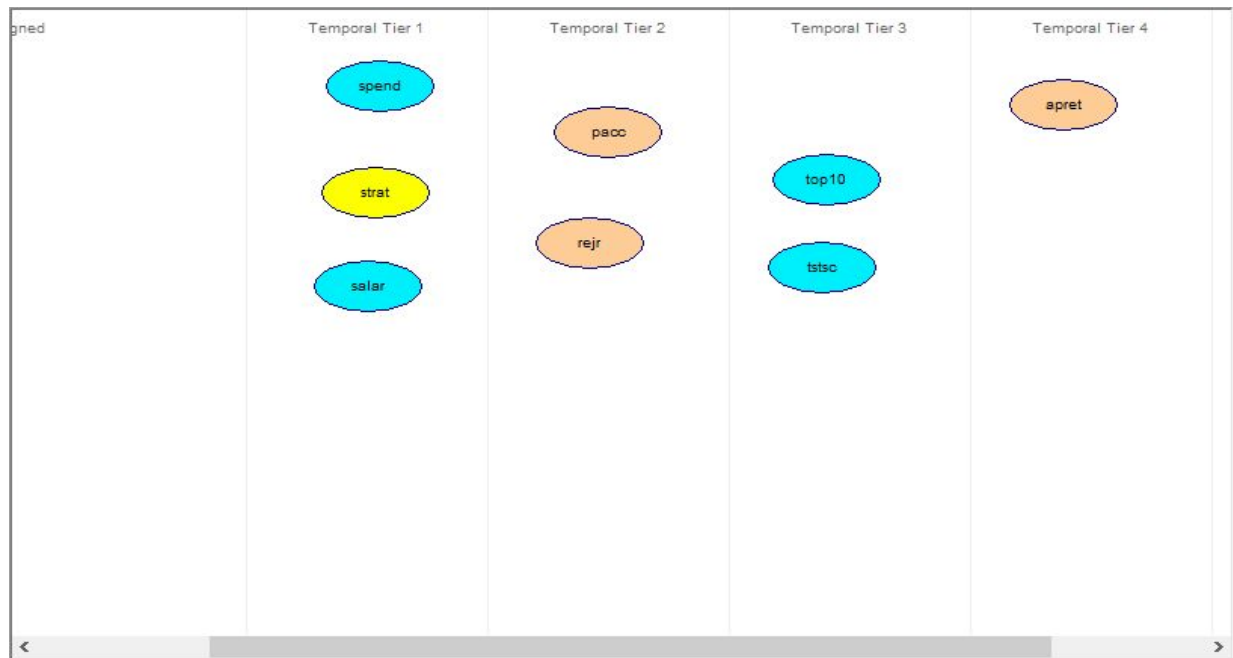 gned
Temporal Tier 1
Temporal Tier 2
Temporal Tier 3
Temporal Tier 4
spend
strat
salar
pacc
rejr
top10
tstsc
apret